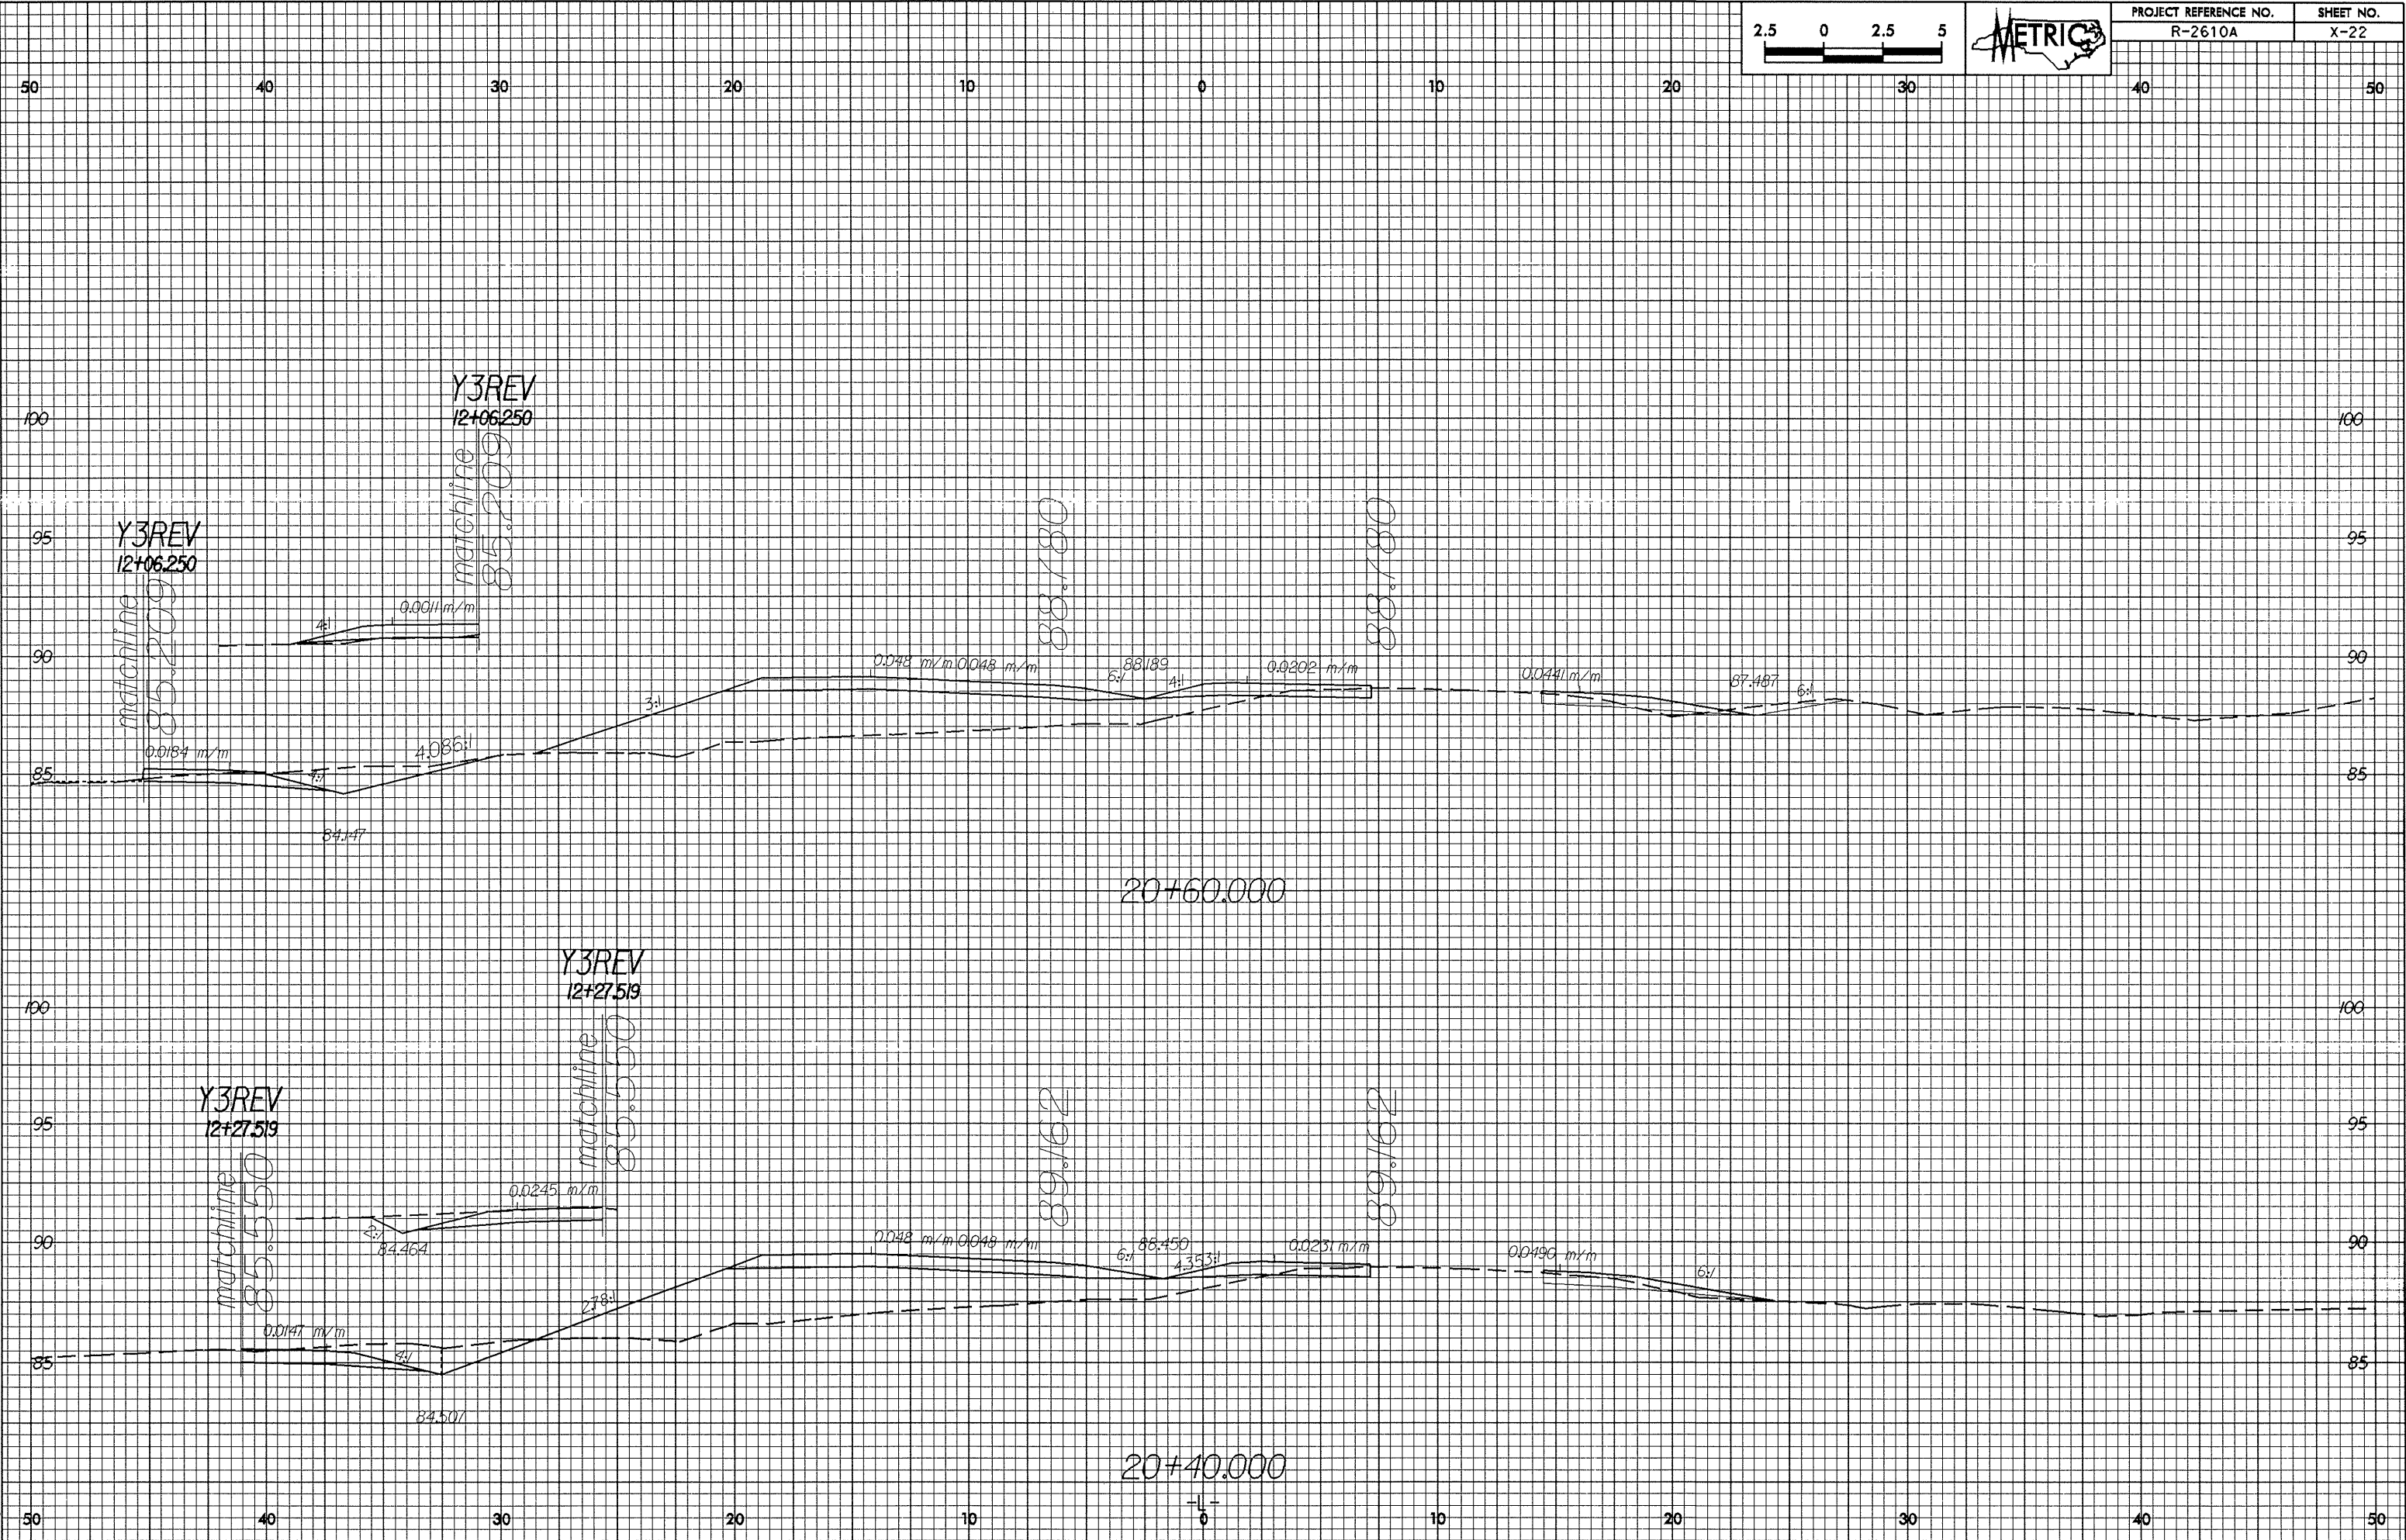 PROJECT REFERENCE NO. SHEET NO.
R-2610A X-22
2.5 0 2.5 5
METRIC
50 40 30 20 10 0 10 20 30 40 50
Y3REV
12+06.250
matchline
85.209
100 100
Y3REV
12+06.250
matchline
85.209
95 95
88.780
88.780
0.0011 m/m
4:1
90 90
0.048 m/m 0.048 m/m
6:1
88.189
4:1
0.0202 m/m
0.0441 m/m
87.487
6:1
3:1
4.086:1
0.0184 m/m
4:1
85 85
84.147
20+60.000
Y3REV
12+27.519
matchline
85.550
100 100
Y3REV
12+27.519
matchline
85.550
95 95
89.162
89.162
0.0245 m/m
2:1
84.464
90 90
0.048 m/m 0.048 m/m
6:1
88.450
4.353:1
0.0231 m/m
0.0490 m/m
6:1
2.78:1
0.0147 m/m
4:1
85 85
84.507
20+40.000
-L-
50 40 30 20 10 0 10 20 30 40 50